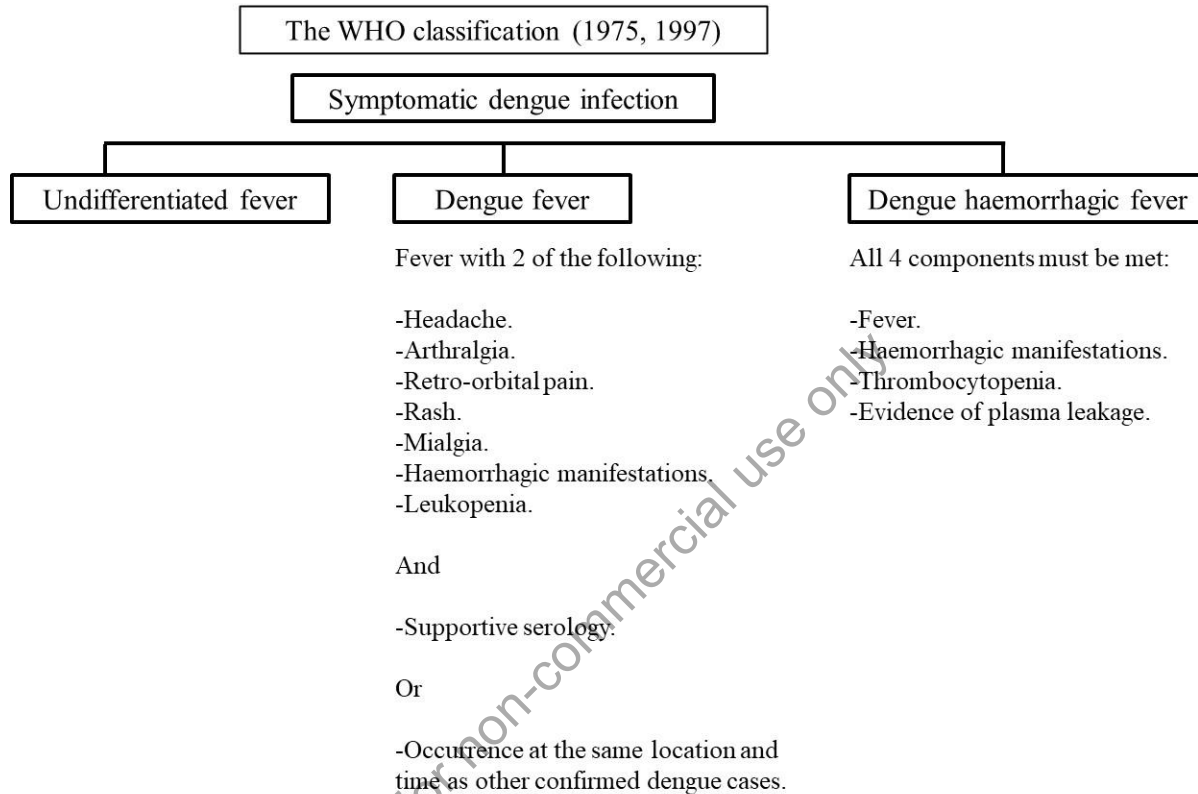 The WHO classification (1975, 1997)
Symptomatic dengue infection
Undifferentiated fever
Dengue fever
Fever with 2 of the following:
-Headache.
-Arthralgia.
-Retro-orbital pain.
-Rash.
-Mialgia.
-Haemorrhagic manifestations.
-Leukopenia.
And
-Supportive serology.
Or
-Occurrence at the same location and
time as other confirmed dengue cases.
Dengue haemorrhagic fever
All 4 components must be met:
-Fever.
-Haemorrhagic manifestations.
-Thrombocytopenia.
-Evidence of plasma leakage.
for non-commercial use only